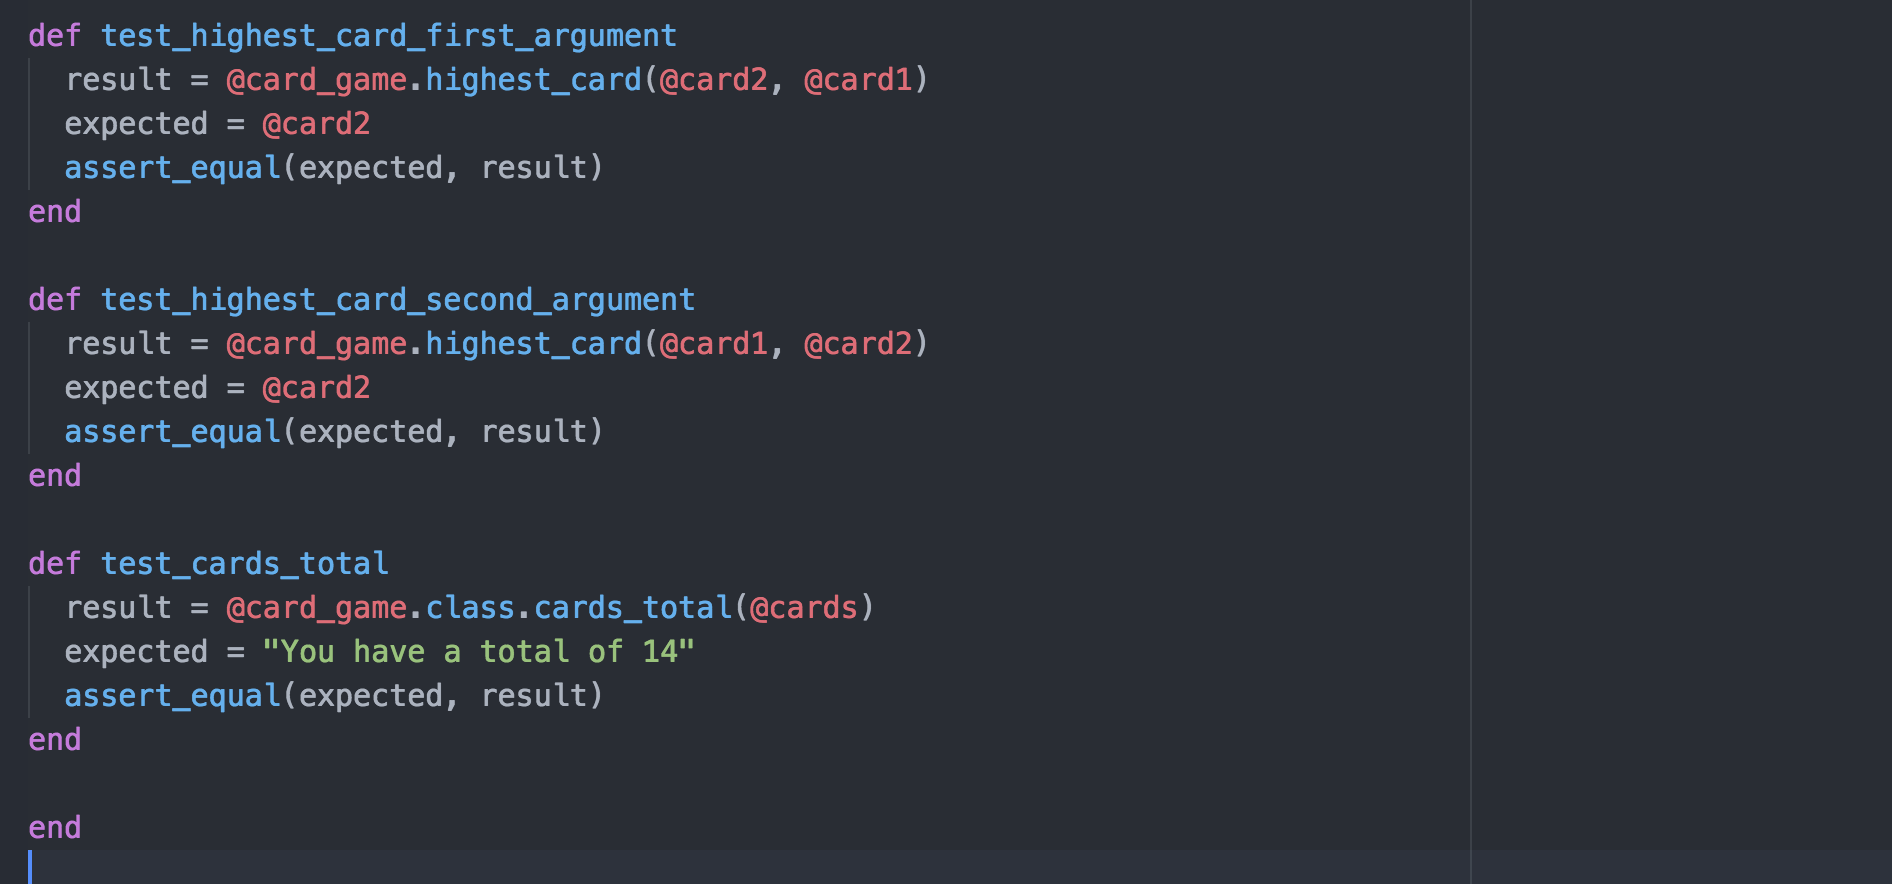 def test_highest_card_first_argument
  result = @card_game.highest_card(@card2, @card1)
  expected = @card2
  assert_equal(expected, result)
end

def test_highest_card_second_argument
  result = @card_game.highest_card(@card1, @card2)
  expected = @card2
  assert_equal(expected, result)
end

def test_cards_total
  result = @card_game.class.cards_total(@cards)
  expected = "You have a total of 14"
  assert_equal(expected, result)
end

end